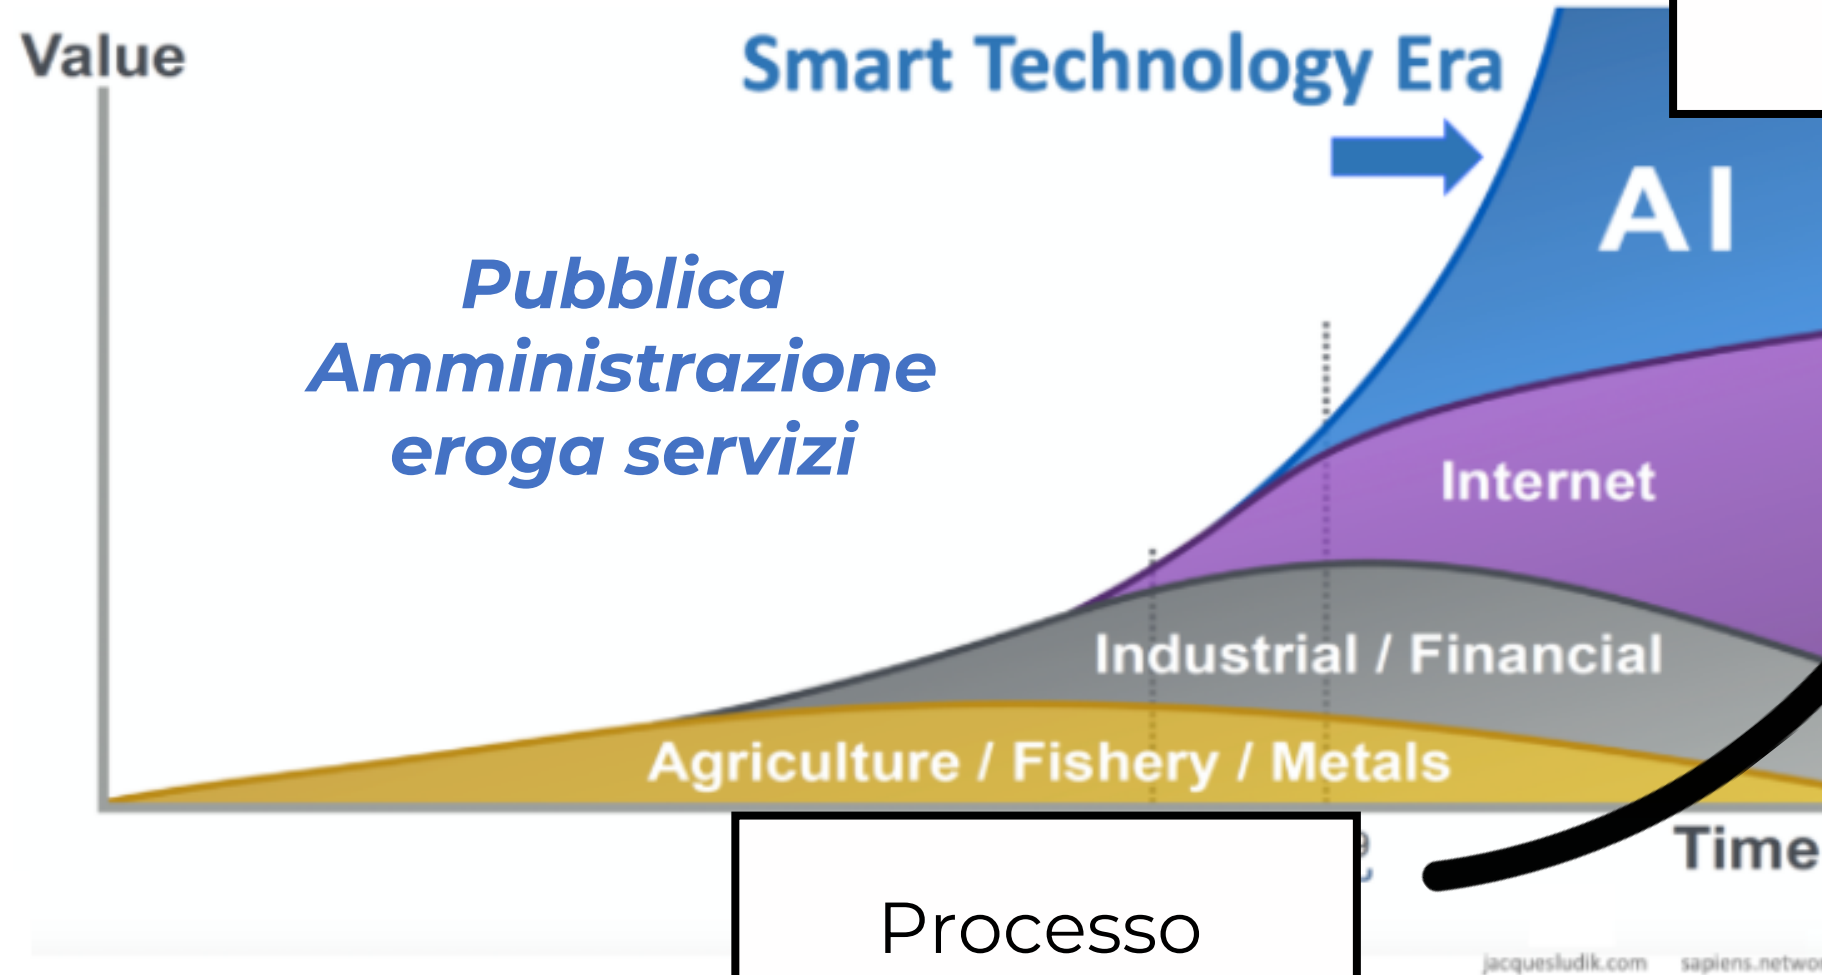 Value
Smart Technology Era
AI
Pubblica
Amministrazione
eroga servizi
Internet
Industrial / Financial
Agriculture / Fishery / Metals
Time
Processo
jacquesludik.com